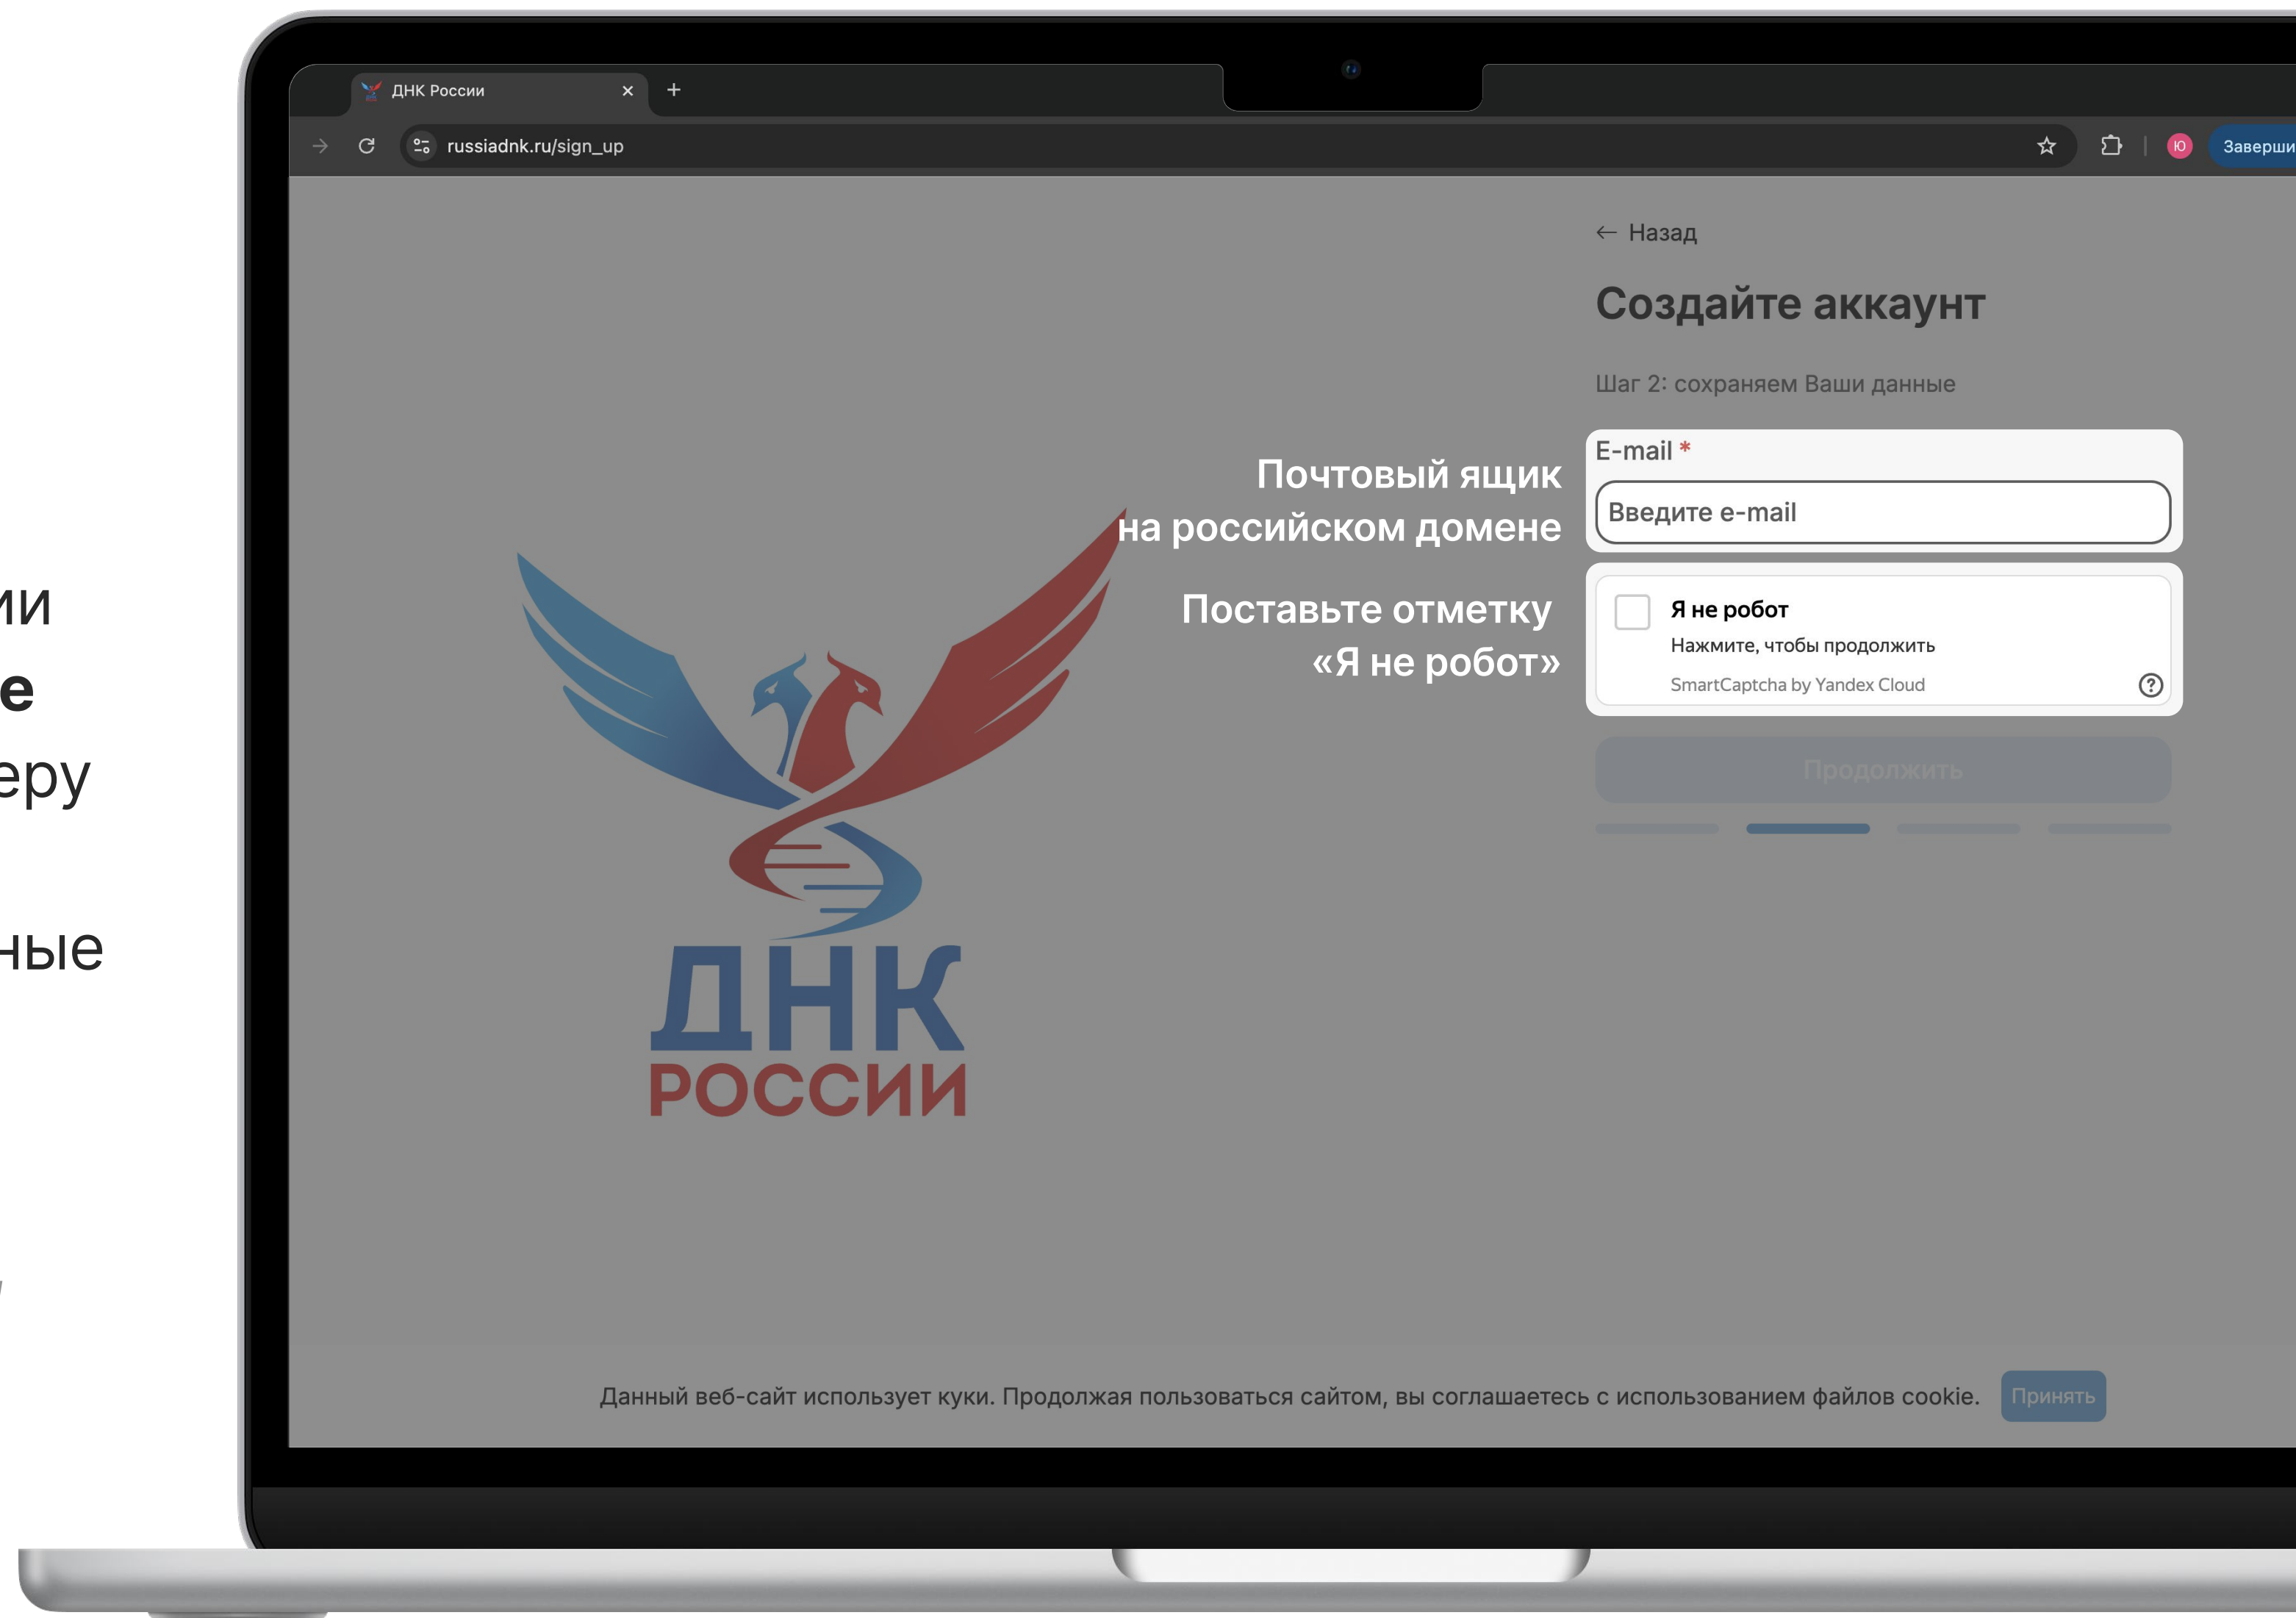 ДНК России
russiadnk.ru/sign_up
Ю
← Назад
Создайте аккаунт
Шаг 2: сохраняем Ваши данные
Почтовый ящик
на российском домене
E-mail *
Введите e-mail
Поставьте отметку
«Я не робот»
Я не робот
Нажмите, чтобы продолжить
SmartCaptcha by Yandex Cloud
Продолжить
ДНК
РОССИИ
Данный веб-сайт использует куки. Продолжая пользоваться сайтом, вы соглашаетесь с использованием файлов cookie.
Принять